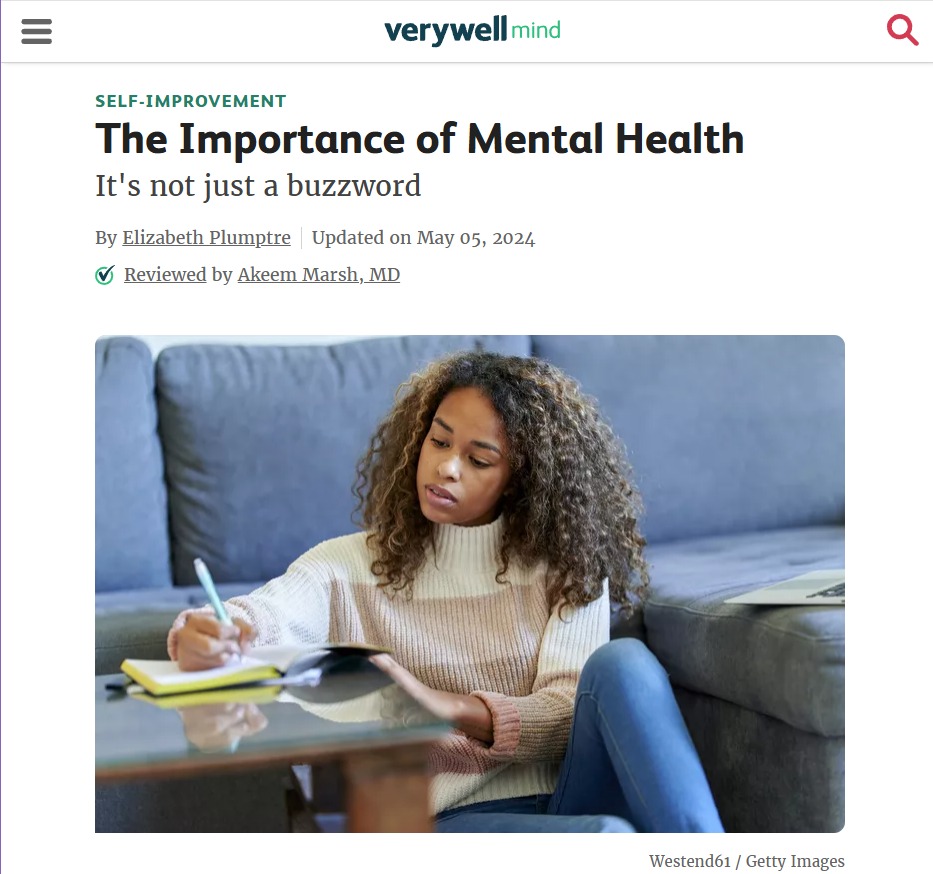 verywell mind
SELF-IMPROVEMENT
The Importance of Mental Health
It's not just a buzzword
By Elizabeth Plumptre Updated on May 05, 2024
Reviewed by Akeem Marsh, MD
Westend61 / Getty Images